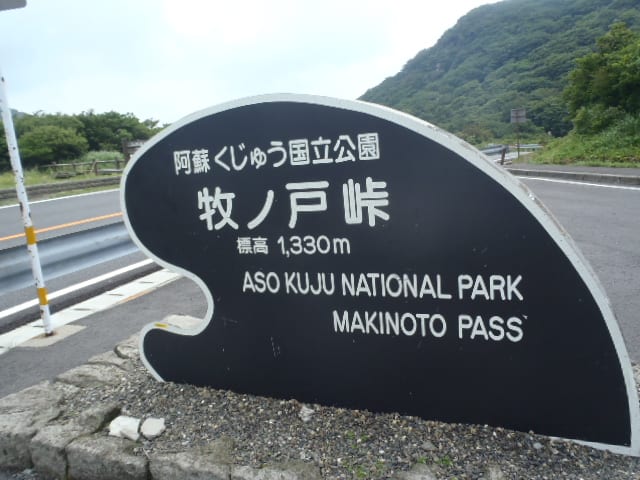 阿蘇くじゅう国立公園
牧ノ戸峠
標高 1,330m
ASO KUJU NATIONAL PARK
MAKINOTO PASS